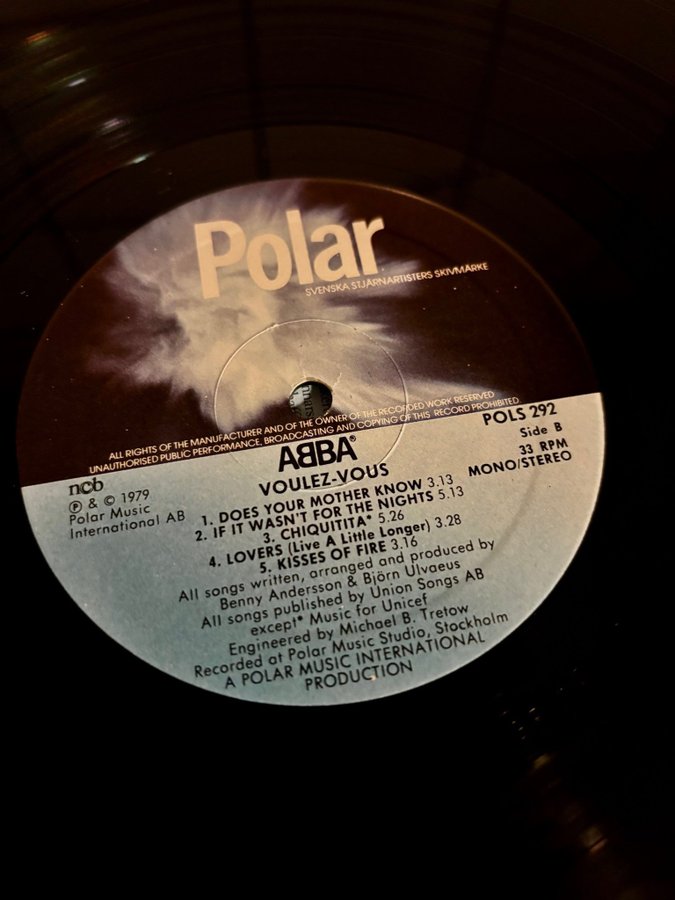 Polar
SVENSKA STJÄRNARTISTERS SKIVMÄRKE
ALL RIGHTS OF THE MANUFACTURER AND OF THE OWNER OF THE RECORDED WORK RESERVED
UNAUTHORISED PUBLIC PERFORMANCE, BROADCASTING AND COPYING OF THIS RECORD PROHIBITED
POLS 292
Side B
33 RPM
MONO/STEREO
ncb
Ⓟ & © 1979
Polar Music
International AB
ABBA®
VOULEZ-VOUS
1. DOES YOUR MOTHER KNOW 3.13
2. IF IT WASN'T FOR THE NIGHTS 5.13
3. CHIQUITITA* 5.26
4. LOVERS (Live A Little Longer) 3.28
5. KISSES OF FIRE 3.16
All songs written, arranged and produced by
Benny Andersson & Björn Ulvaeus
All songs published by Union Songs AB
except* Music for Unicef
Engineered by Michael B. Tretow
Recorded at Polar Music Studio, Stockholm
A POLAR MUSIC INTERNATIONAL
PRODUCTION